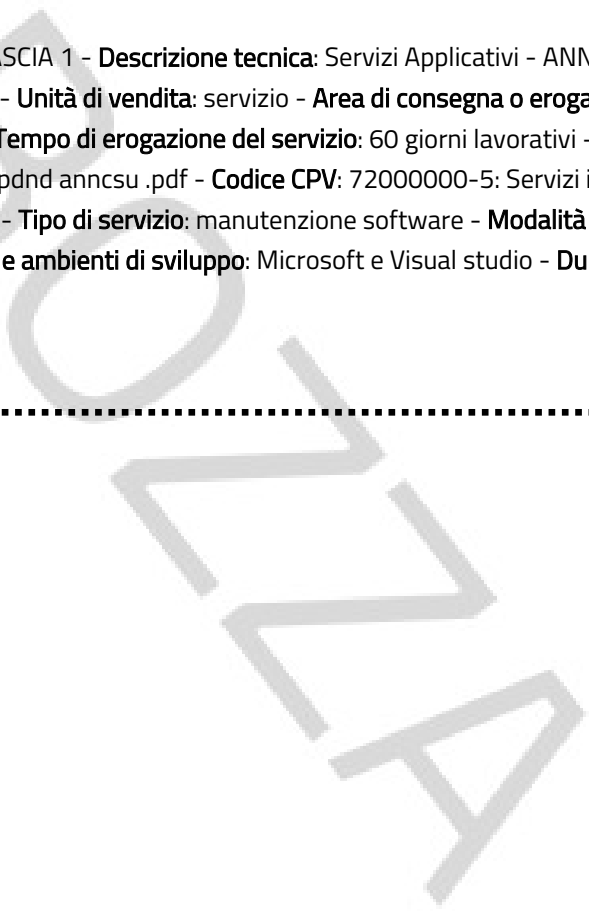 SCIA 1 - Descrizione tecnica: Servizi Applicativi - ANN
- Unità di vendita: servizio - Area di consegna o eroga
Tempo di erogazione del servizio: 60 giorni lavorativi -
pdnd anncsu .pdf - Codice CPV: 72000000-5: Servizi i
- Tipo di servizio: manutenzione software - Modalità
e ambienti di sviluppo: Microsoft e Visual studio - Du
BOZZA